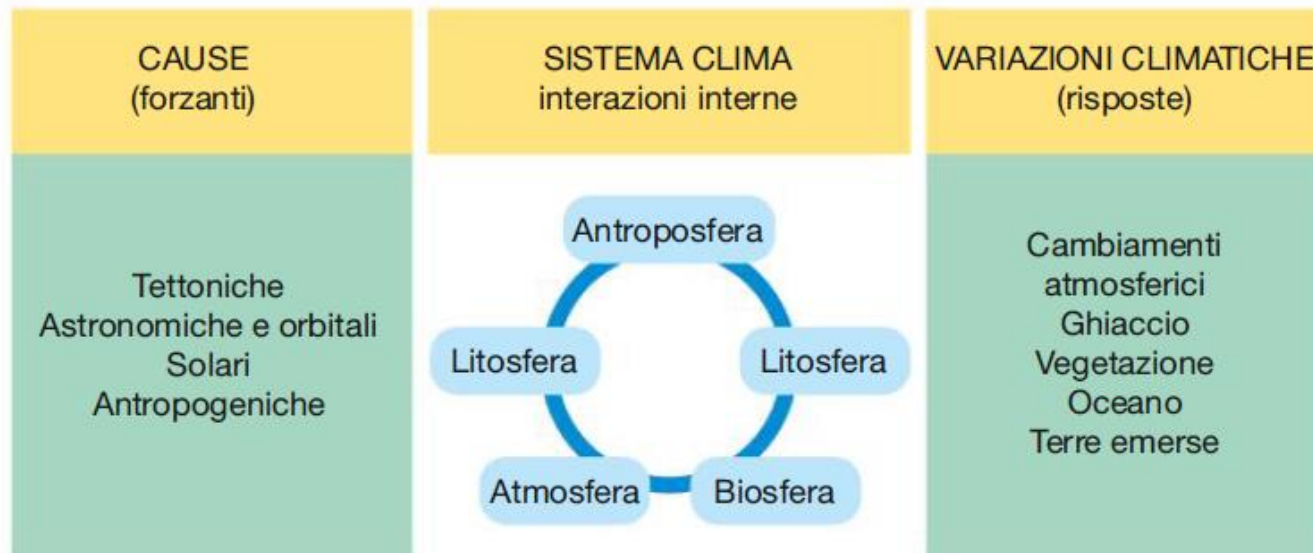 CAUSE
(forzanti)
SISTEMA CLIMA
interazioni interne
VARIAZIONI CLIMATICHE
(risposte)
Tettoniche
Astronomiche e orbitali
Solari
Antropogeniche
Antroposfera
Litosfera
Litosfera
Atmosfera
Biosfera
Cambiamenti
atmosferici
Ghiaccio
Vegetazione
Oceano
Terre emerse